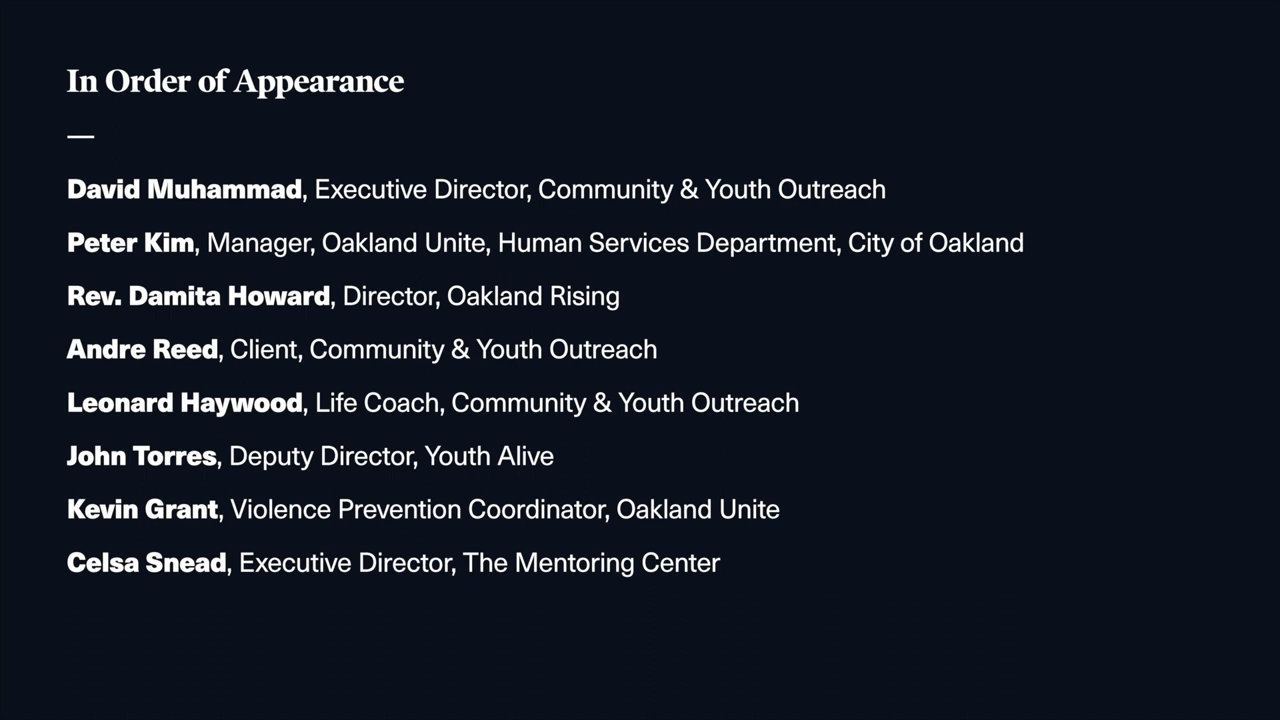 In Order of Appearance
David Muhammad, Executive Director, Community & Youth Outreach
Peter Kim, Manager, Oakland Unite, Human Services Department, City of Oakland
Rev. Damita Howard, Director, Oakland Rising
Andre Reed, Client, Community & Youth Outreach
Leonard Haywood, Life Coach, Community & Youth Outreach
John Torres, Deputy Director, Youth Alive
Kevin Grant, Violence Prevention Coordinator, Oakland Unite
Celsa Snead, Executive Director, The Mentoring Center